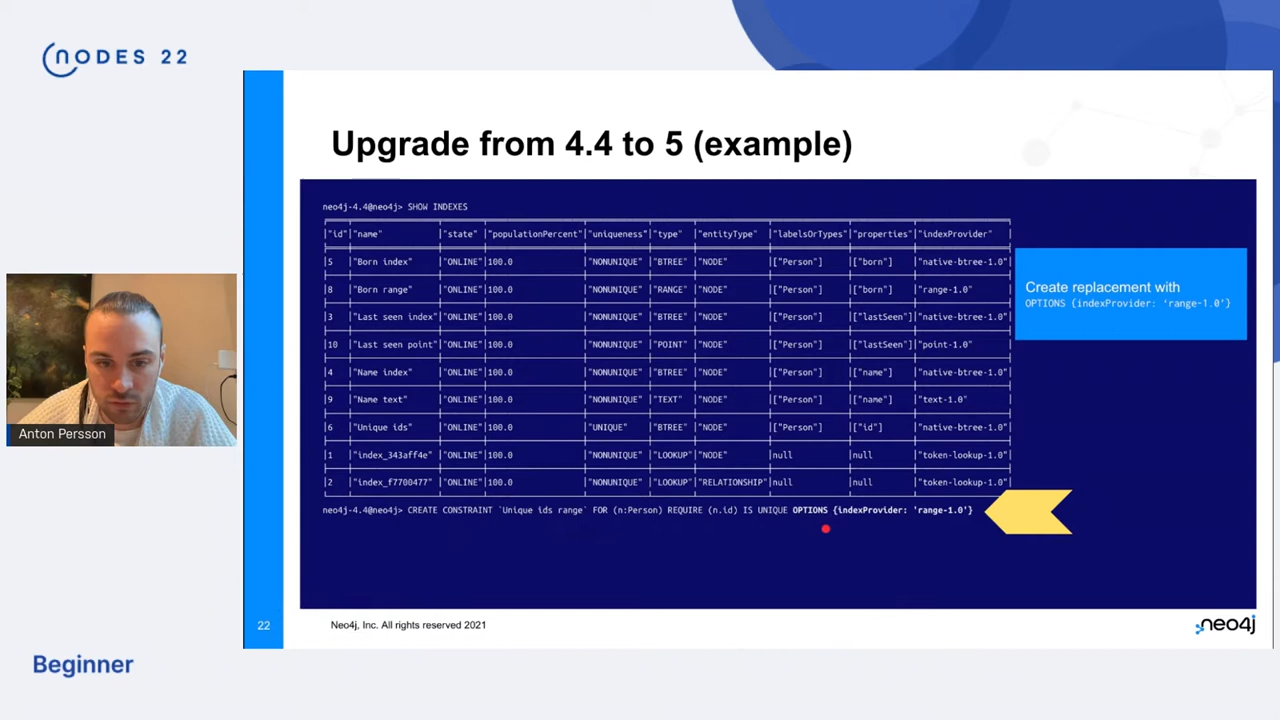 NODES 22
Upgrade from 4.4 to 5 (example)
neo4j-4.4@neo4j> SHOW INDEXES
|"id"|"name"|"state"|"populationPercent"|"uniqueness"|"type"|"entityType"|"labelsOrTypes"|"properties"|"indexProvider"|
|5|"Born index"|"ONLINE"|100.0|"NONUNIQUE"|"BTREE"|"NODE"|["Person"]|["born"]|"native-btree-1.0"|
|8|"Born range"|"ONLINE"|100.0|"NONUNIQUE"|"RANGE"|"NODE"|["Person"]|["born"]|"range-1.0"|
|3|"Last seen index"|"ONLINE"|100.0|"NONUNIQUE"|"BTREE"|"NODE"|["Person"]|["lastSeen"]|"native-btree-1.0"|
|10|"Last seen point"|"ONLINE"|100.0|"NONUNIQUE"|"POINT"|"NODE"|["Person"]|["lastSeen"]|"point-1.0"|
|4|"Name index"|"ONLINE"|100.0|"NONUNIQUE"|"BTREE"|"NODE"|["Person"]|["name"]|"native-btree-1.0"|
|9|"Name text"|"ONLINE"|100.0|"NONUNIQUE"|"TEXT"|"NODE"|["Person"]|["name"]|"text-1.0"|
|6|"Unique ids"|"ONLINE"|100.0|"UNIQUE"|"BTREE"|"NODE"|["Person"]|["id"]|"native-btree-1.0"|
|1|"index_343aff4e"|"ONLINE"|100.0|"NONUNIQUE"|"LOOKUP"|"NODE"|null|null|"token-lookup-1.0"|
|2|"index_f7700477"|"ONLINE"|100.0|"NONUNIQUE"|"LOOKUP"|"RELATIONSHIP"|null|null|"token-lookup-1.0"|
neo4j-4.4@neo4j> CREATE CONSTRAINT `Unique ids range` FOR (n:Person) REQUIRE (n.id) IS UNIQUE OPTIONS {indexProvider: 'range-1.0'}
Create replacement with
OPTIONS {indexProvider: 'range-1.0'}
Anton Persson
22
Neo4j, Inc. All rights reserved 2021
neo4j
Beginner